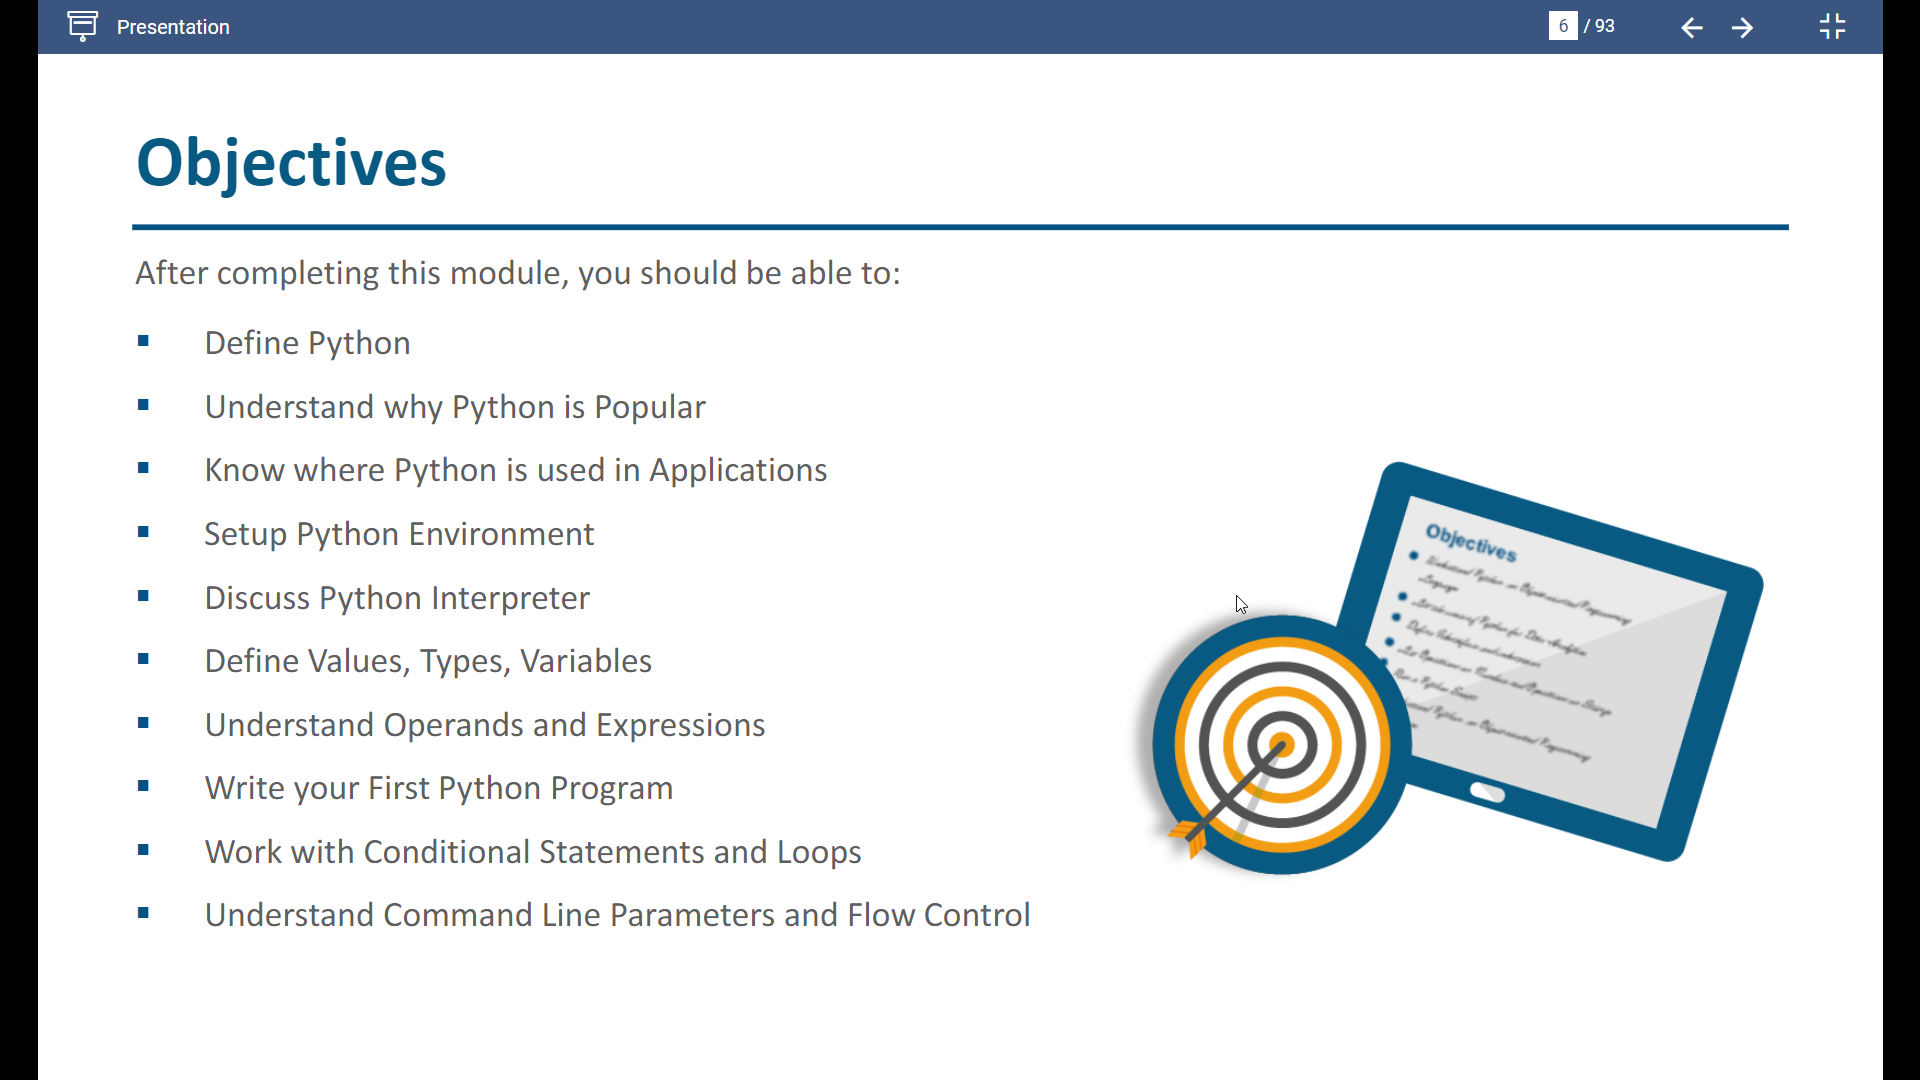 Presentation
6 / 93
Objectives
After completing this module, you should be able to:
▪ Define Python
▪ Understand why Python is Popular
▪ Know where Python is used in Applications
▪ Setup Python Environment
▪ Discuss Python Interpreter
▪ Define Values, Types, Variables
▪ Understand Operands and Expressions
▪ Write your First Python Program
▪ Work with Conditional Statements and Loops
▪ Understand Command Line Parameters and Flow Control
Objectives